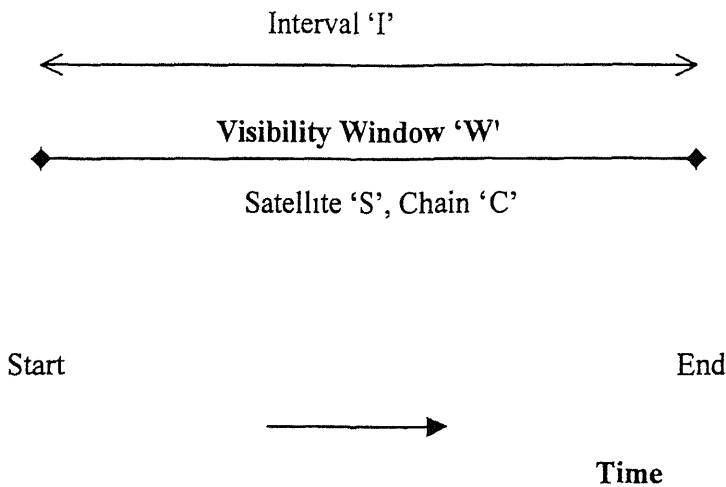 Interval ‘I’
Visibility Window ‘W'
Satellite ‘S’, Chain ‘C’
Start
End
Time